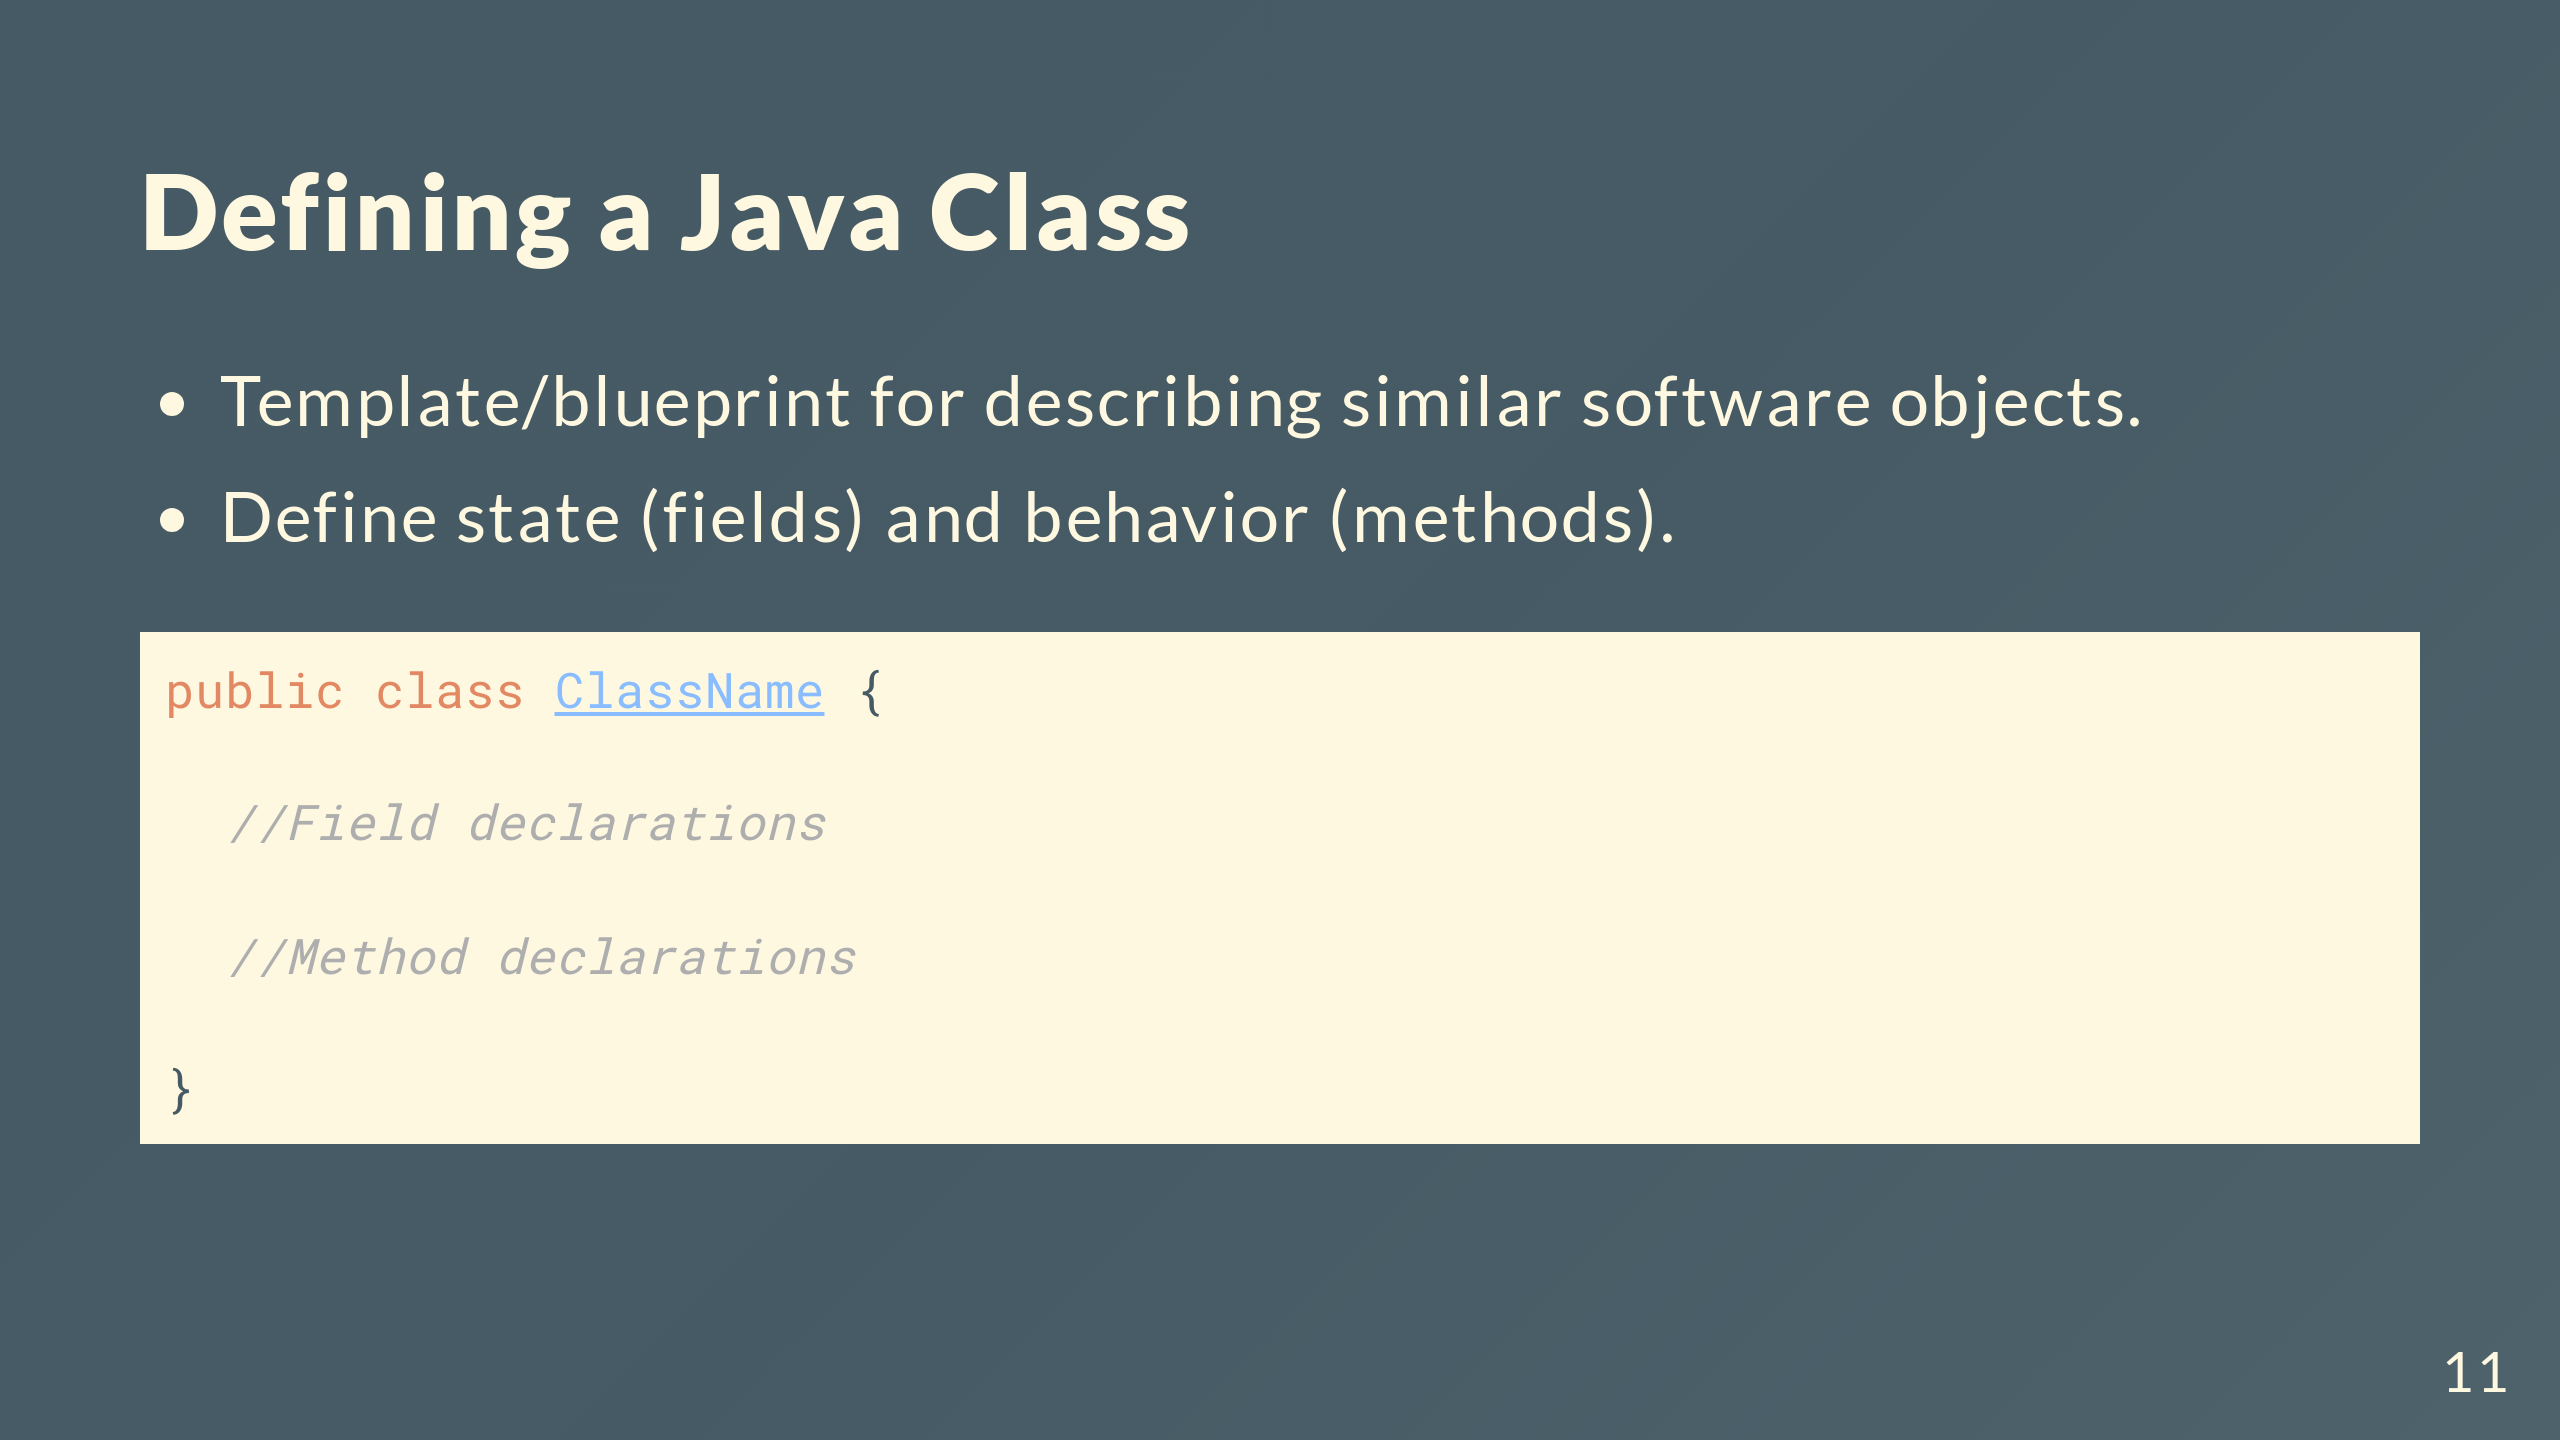 Defining a Java Class
• Template/blueprint for describing similar software objects.
• Define state (fields) and behavior (methods).
public class ClassName {
//Field declarations
//Method declarations
}
11